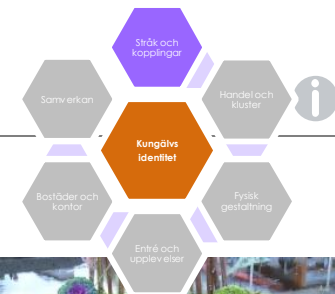 Stråk och
kopplingar
Samverkan
Handel och
kluster
Kungälvs
identitet
Bostäder och
kontor
Fysisk
gestaltning
Entré och
upplevelser
i